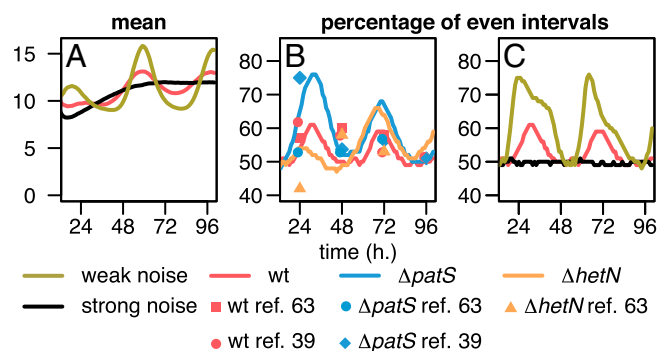 mean percentage of even intervals
A B C
15 80 80
10 70 70
5 60 60
0 50 50
40 40
24 48 72 96 24 48 72 96 24 48 72 96
time (h.)
weak noise wt ΔpatS ΔhetN
strong noise wt ref. 63 ΔpatS ref. 63 ΔhetN ref. 63
wt ref. 39 ΔpatS ref. 39